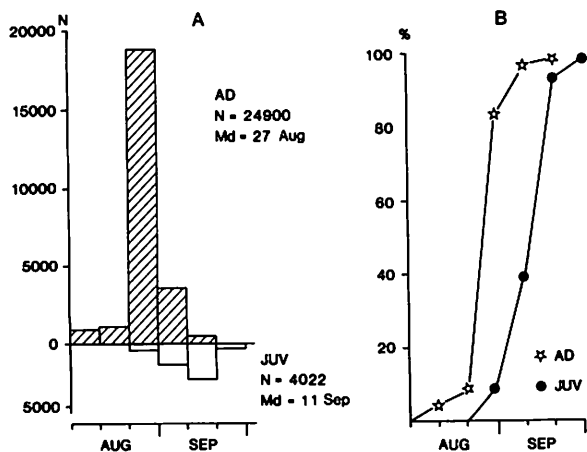 A
N
20000
15000
10000
5000
0
5000
AD
N = 24900
Md = 27 Aug
JUV
N = 4022
Md = 11 Sep
AUG SEP
B
%
100
80
60
40
20
AD
JUV
AUG SEP